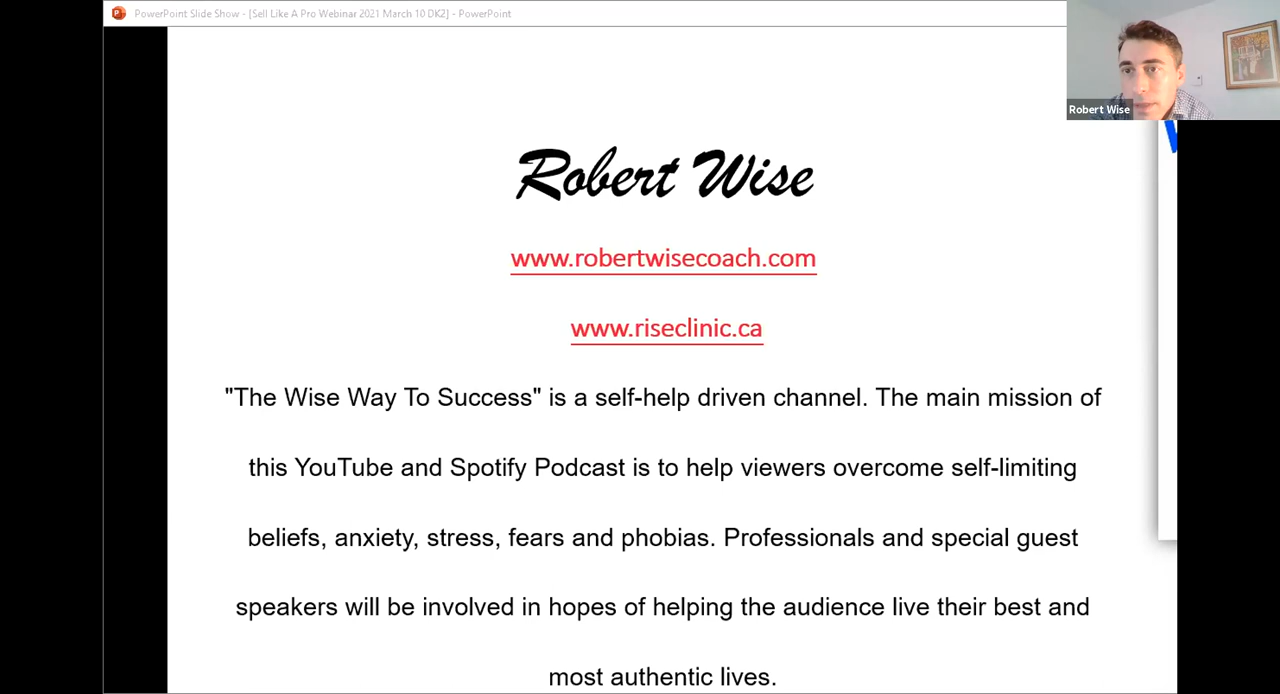 PowerPoint Slide Show - [Sell Like A Pro Webinar 2021 March 10 DK2] - PowerPoint
Robert Wise
Robert Wise
www.robertwisecoach.com
www.riseclinic.ca
"The Wise Way To Success" is a self-help driven channel. The main mission of
this YouTube and Spotify Podcast is to help viewers overcome self-limiting
beliefs, anxiety, stress, fears and phobias. Professionals and special guest
speakers will be involved in hopes of helping the audience live their best and
most authentic lives.